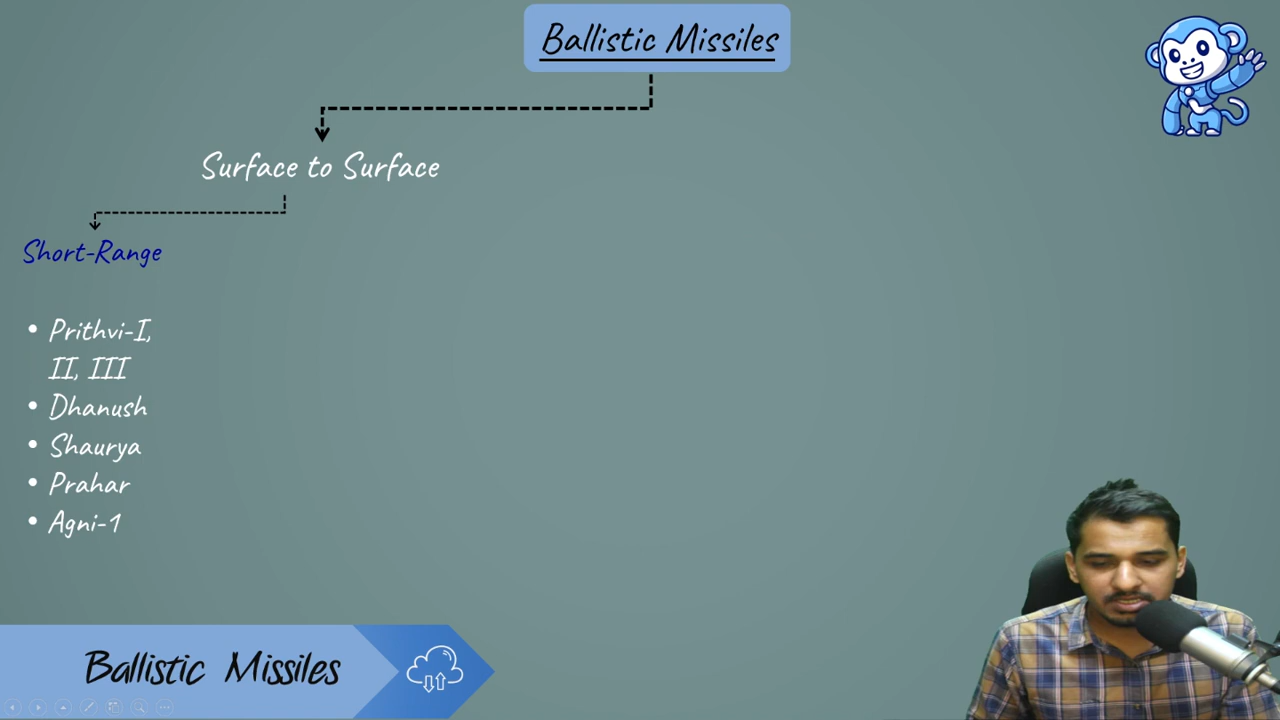 Ballistic Missiles
Surface to Surface
Short-Range
• Prithvi-I,
II, III
• Dhanush
• Shaurya
• Prahar
• Agni-1
Ballistic Missiles